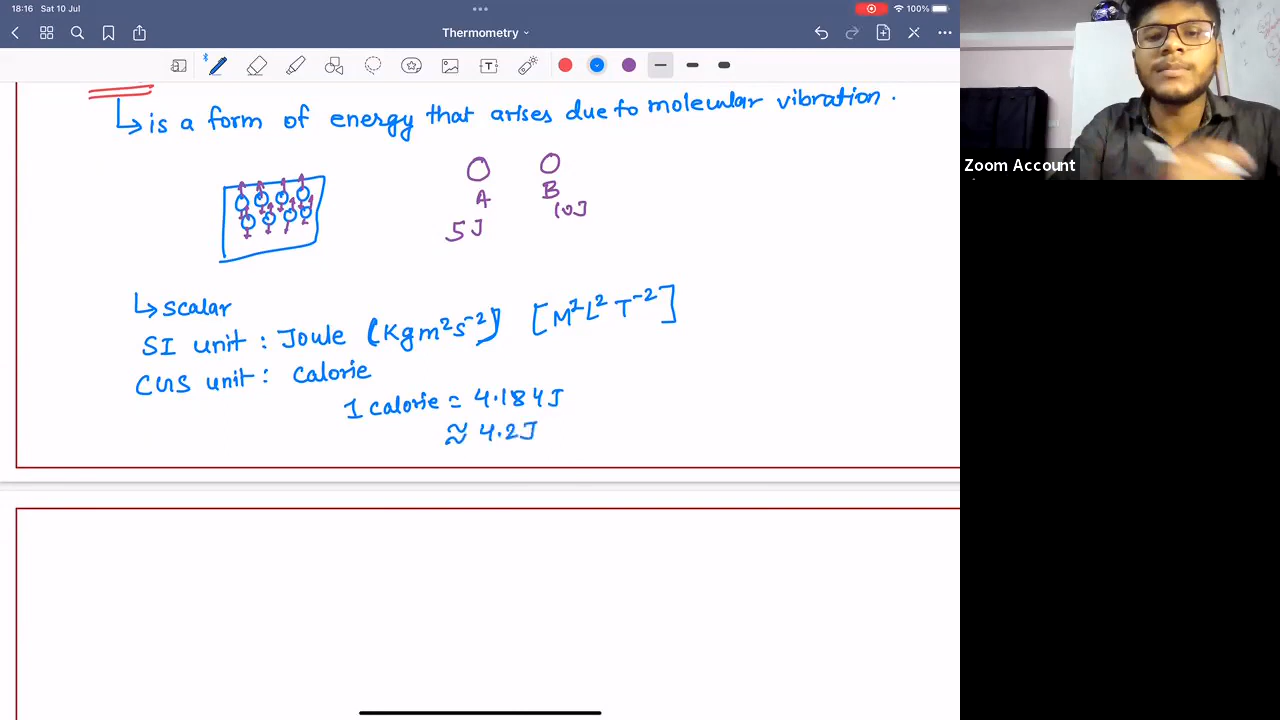 18:16 Sat 10 Jul
100%
Thermometry
↳ is a form of energy that arises due to molecular vibration.
A B
5J 10J
↳ scalar
SI unit : Joule (Kgm²s⁻²) [M¹L²T⁻²]
CGS unit : calorie
1 calorie = 4.184J
≈ 4.2J
Zoom Account